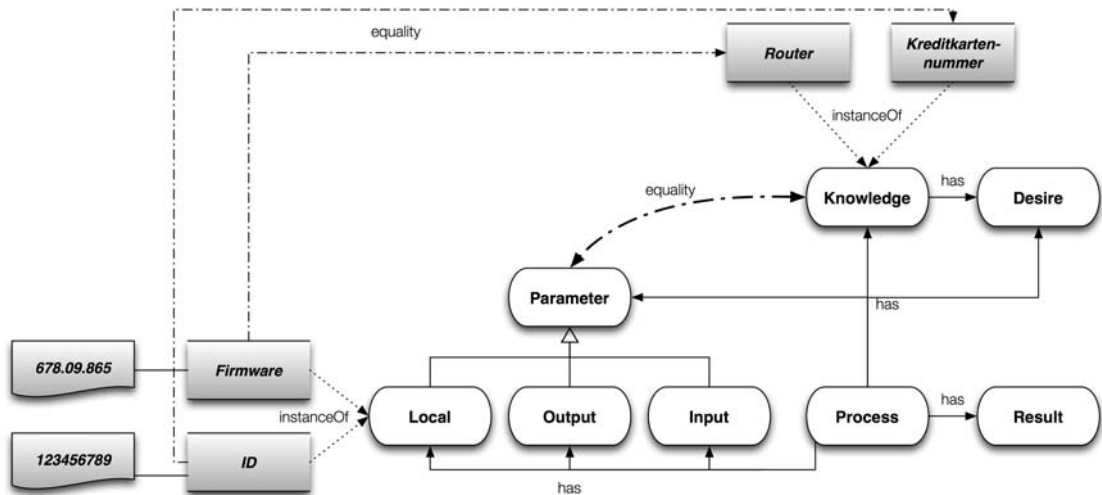 equality
Router
Kreditkarten-
nummer
instanceOf
equality
Knowledge
has
Desire
Parameter
has
678.09.865
Firmware
instanceOf
Local
Output
Input
Process
has
Result
123456789
ID
has